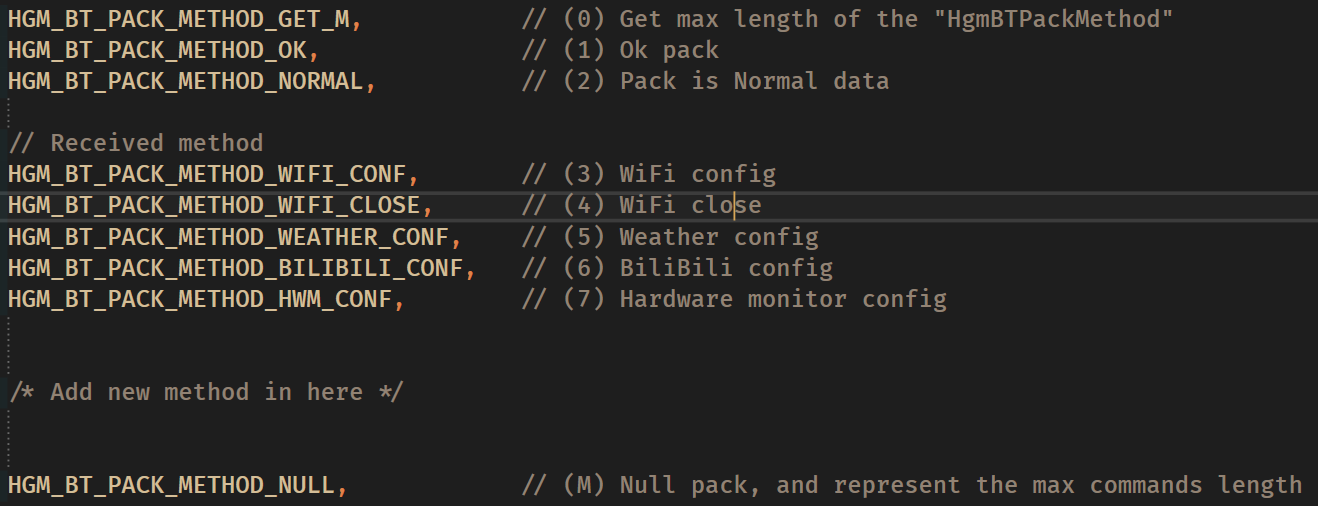 HGM_BT_PACK_METHOD_GET_M, // (0) Get max length of the "HgmBTPackMethod"
HGM_BT_PACK_METHOD_OK, // (1) Ok pack
HGM_BT_PACK_METHOD_NORMAL, // (2) Pack is Normal data
// Received method
HGM_BT_PACK_METHOD_WIFI_CONF, // (3) WiFi config
HGM_BT_PACK_METHOD_WIFI_CLOSE, // (4) WiFi close
HGM_BT_PACK_METHOD_WEATHER_CONF, // (5) Weather config
HGM_BT_PACK_METHOD_BILIBILI_CONF, // (6) BiliBili config
HGM_BT_PACK_METHOD_HWM_CONF, // (7) Hardware monitor config
/* Add new method in here */
HGM_BT_PACK_METHOD_NULL, // (M) Null pack, and represent the max commands length